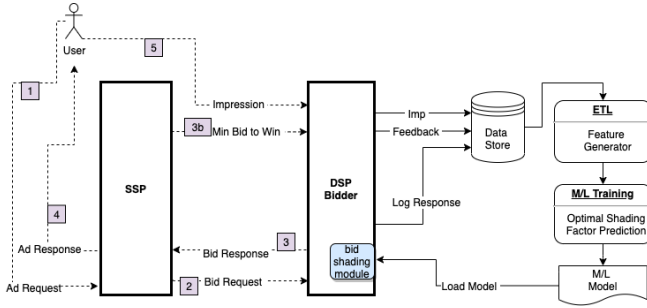 User
5
1
Impression
3b
Min Bid to Win
SSP
DSP
Bidder
Imp
Feedback
Data
Store
ETL
Feature
Generator
M/L Training
Optimal Shading
Factor Prediction
Log Response
4
Ad Response
Bid Response
3
bid
shading
module
Ad Request
2
Bid Request
Load Model
M/L
Model